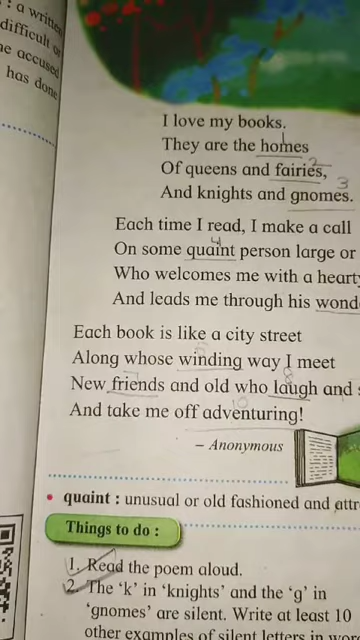 : a written
difficult or
he accused
has done
I love my books.
They are the homes
Of queens and fairies,
And knights and gnomes.
Each time I read, I make a call
On some quaint person large or
Who welcomes me with a hearty
And leads me through his
Each book is like a city street
Along whose winding way I meet
New friends and old who laugh and
And take me off adventuring!
– Anonymous
• quaint : unusual or old fashioned and
Things to do :
1. Read the poem aloud.
2. The 'k' in 'knights' and the 'g' in
'gnomes' are silent. Write at least 10
other examples of silent letters in